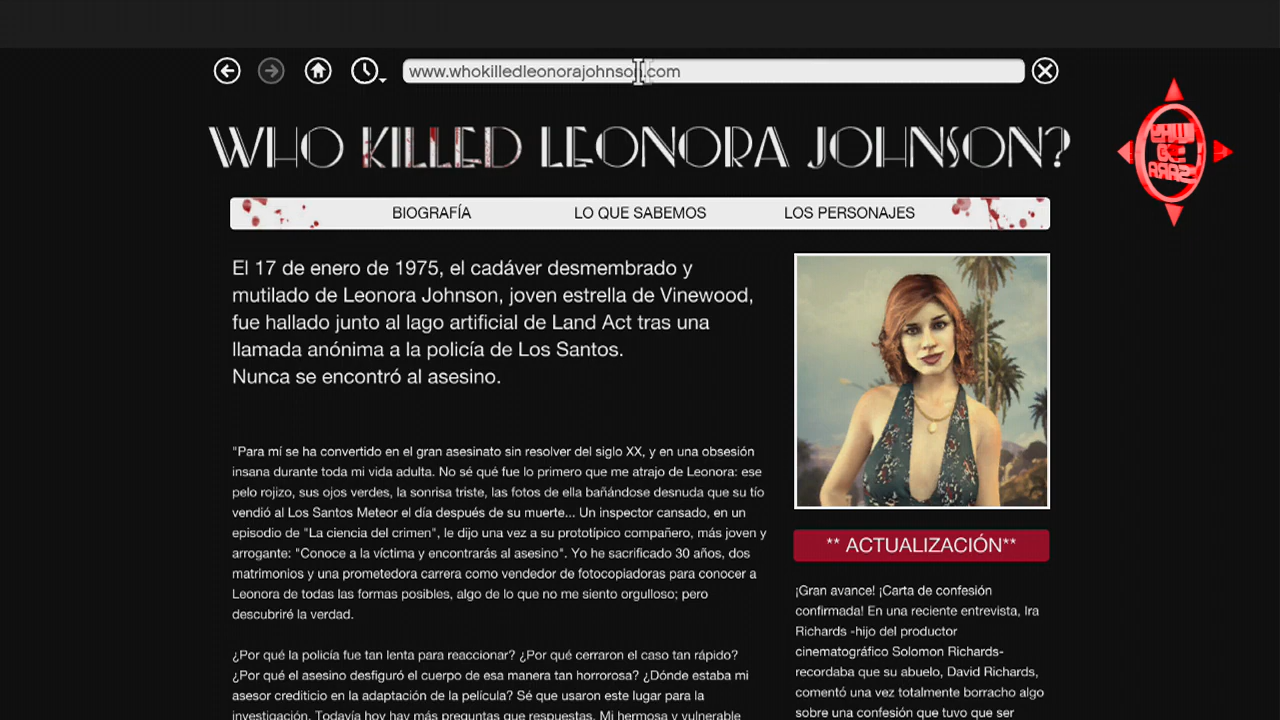 www.whokilledleonorajohnson.com
WHO KILLED LEONORA JOHNSON?
BIOGRAFÍA
LO QUE SABEMOS
LOS PERSONAJES
El 17 de enero de 1975, el cadáver desmembrado y
mutilado de Leonora Johnson, joven estrella de Vinewood,
fue hallado junto al lago artificial de Land Act tras una
llamada anónima a la policía de Los Santos.
Nunca se encontró al asesino.
"Para mí se ha convertido en el gran asesinato sin resolver del siglo XX, y en una obsesión
insana durante toda mi vida adulta. No sé qué fue lo primero que me atrajo de Leonora: ese
pelo rojizo, sus ojos verdes, la sonrisa triste, las fotos de ella bañándose desnuda que su tío
vendió al Los Santos Meteor el día después de su muerte... Un inspector cansado, en un
episodio de "La ciencia del crimen", le dijo una vez a su prototípico compañero, más joven y
arrogante: "Conoce a la víctima y encontrarás al asesino". Yo he sacrificado 30 años, dos
matrimonios y una prometedora carrera como vendedor de fotocopiadoras para conocer a
Leonora de todas las formas posibles, algo de lo que no me siento orgulloso; pero
descubriré la verdad.
¿Por qué la policía fue tan lenta para reaccionar? ¿Por qué cerraron el caso tan rápido?
¿Por qué el asesino desfiguró el cuerpo de esa manera tan horrorosa? ¿Dónde estaba mi
asesor crediticio en la adaptación de la película? Sé que usaron este lugar para la
investigación. Todavía hoy hay más preguntas que respuestas. Mi hermosa y vulnerable
** ACTUALIZACIÓN**
¡Gran avance! ¡Carta de confesión
confirmada! En una reciente entrevista, Ira
Richards -hijo del productor
cinematográfico Solomon Richards-
recordaba que su abuelo, David Richards,
comentó una vez totalmente borracho algo
sobre una confesión que tuvo que ser